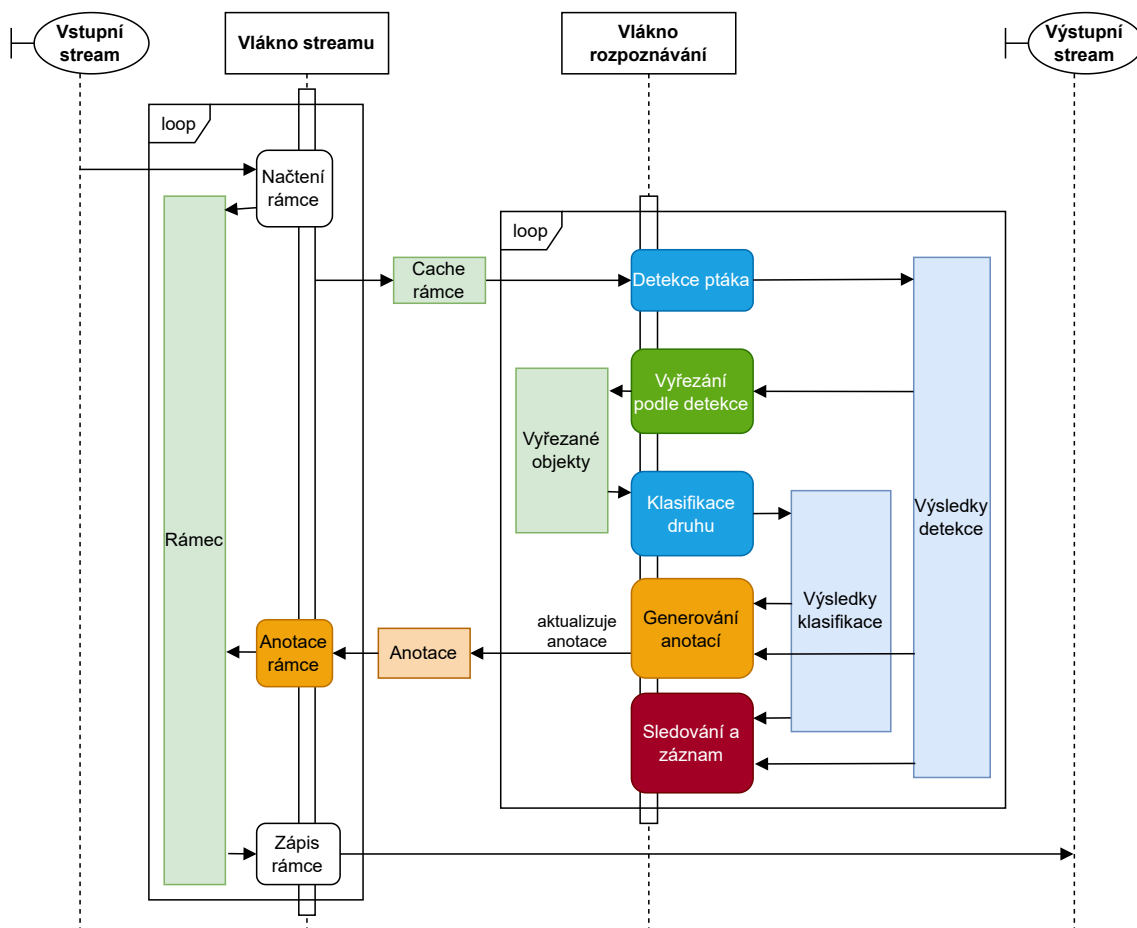 Vstupní
stream
Vlákno streamu
Vlákno
rozpoznávání
Výstupní
stream
loop
Načtení
rámce
loop
Cache
rámce
Detekce ptáka
Vyřezání
podle detekce
Vyřezané
objekty
Klasifikace
druhu
Výsledky
detekce
Rámec
Výsledky
klasifikace
Generování
anotací
aktualizuje
anotace
Anotace
Anotace
rámce
Sledování a
záznam
Zápis
rámce